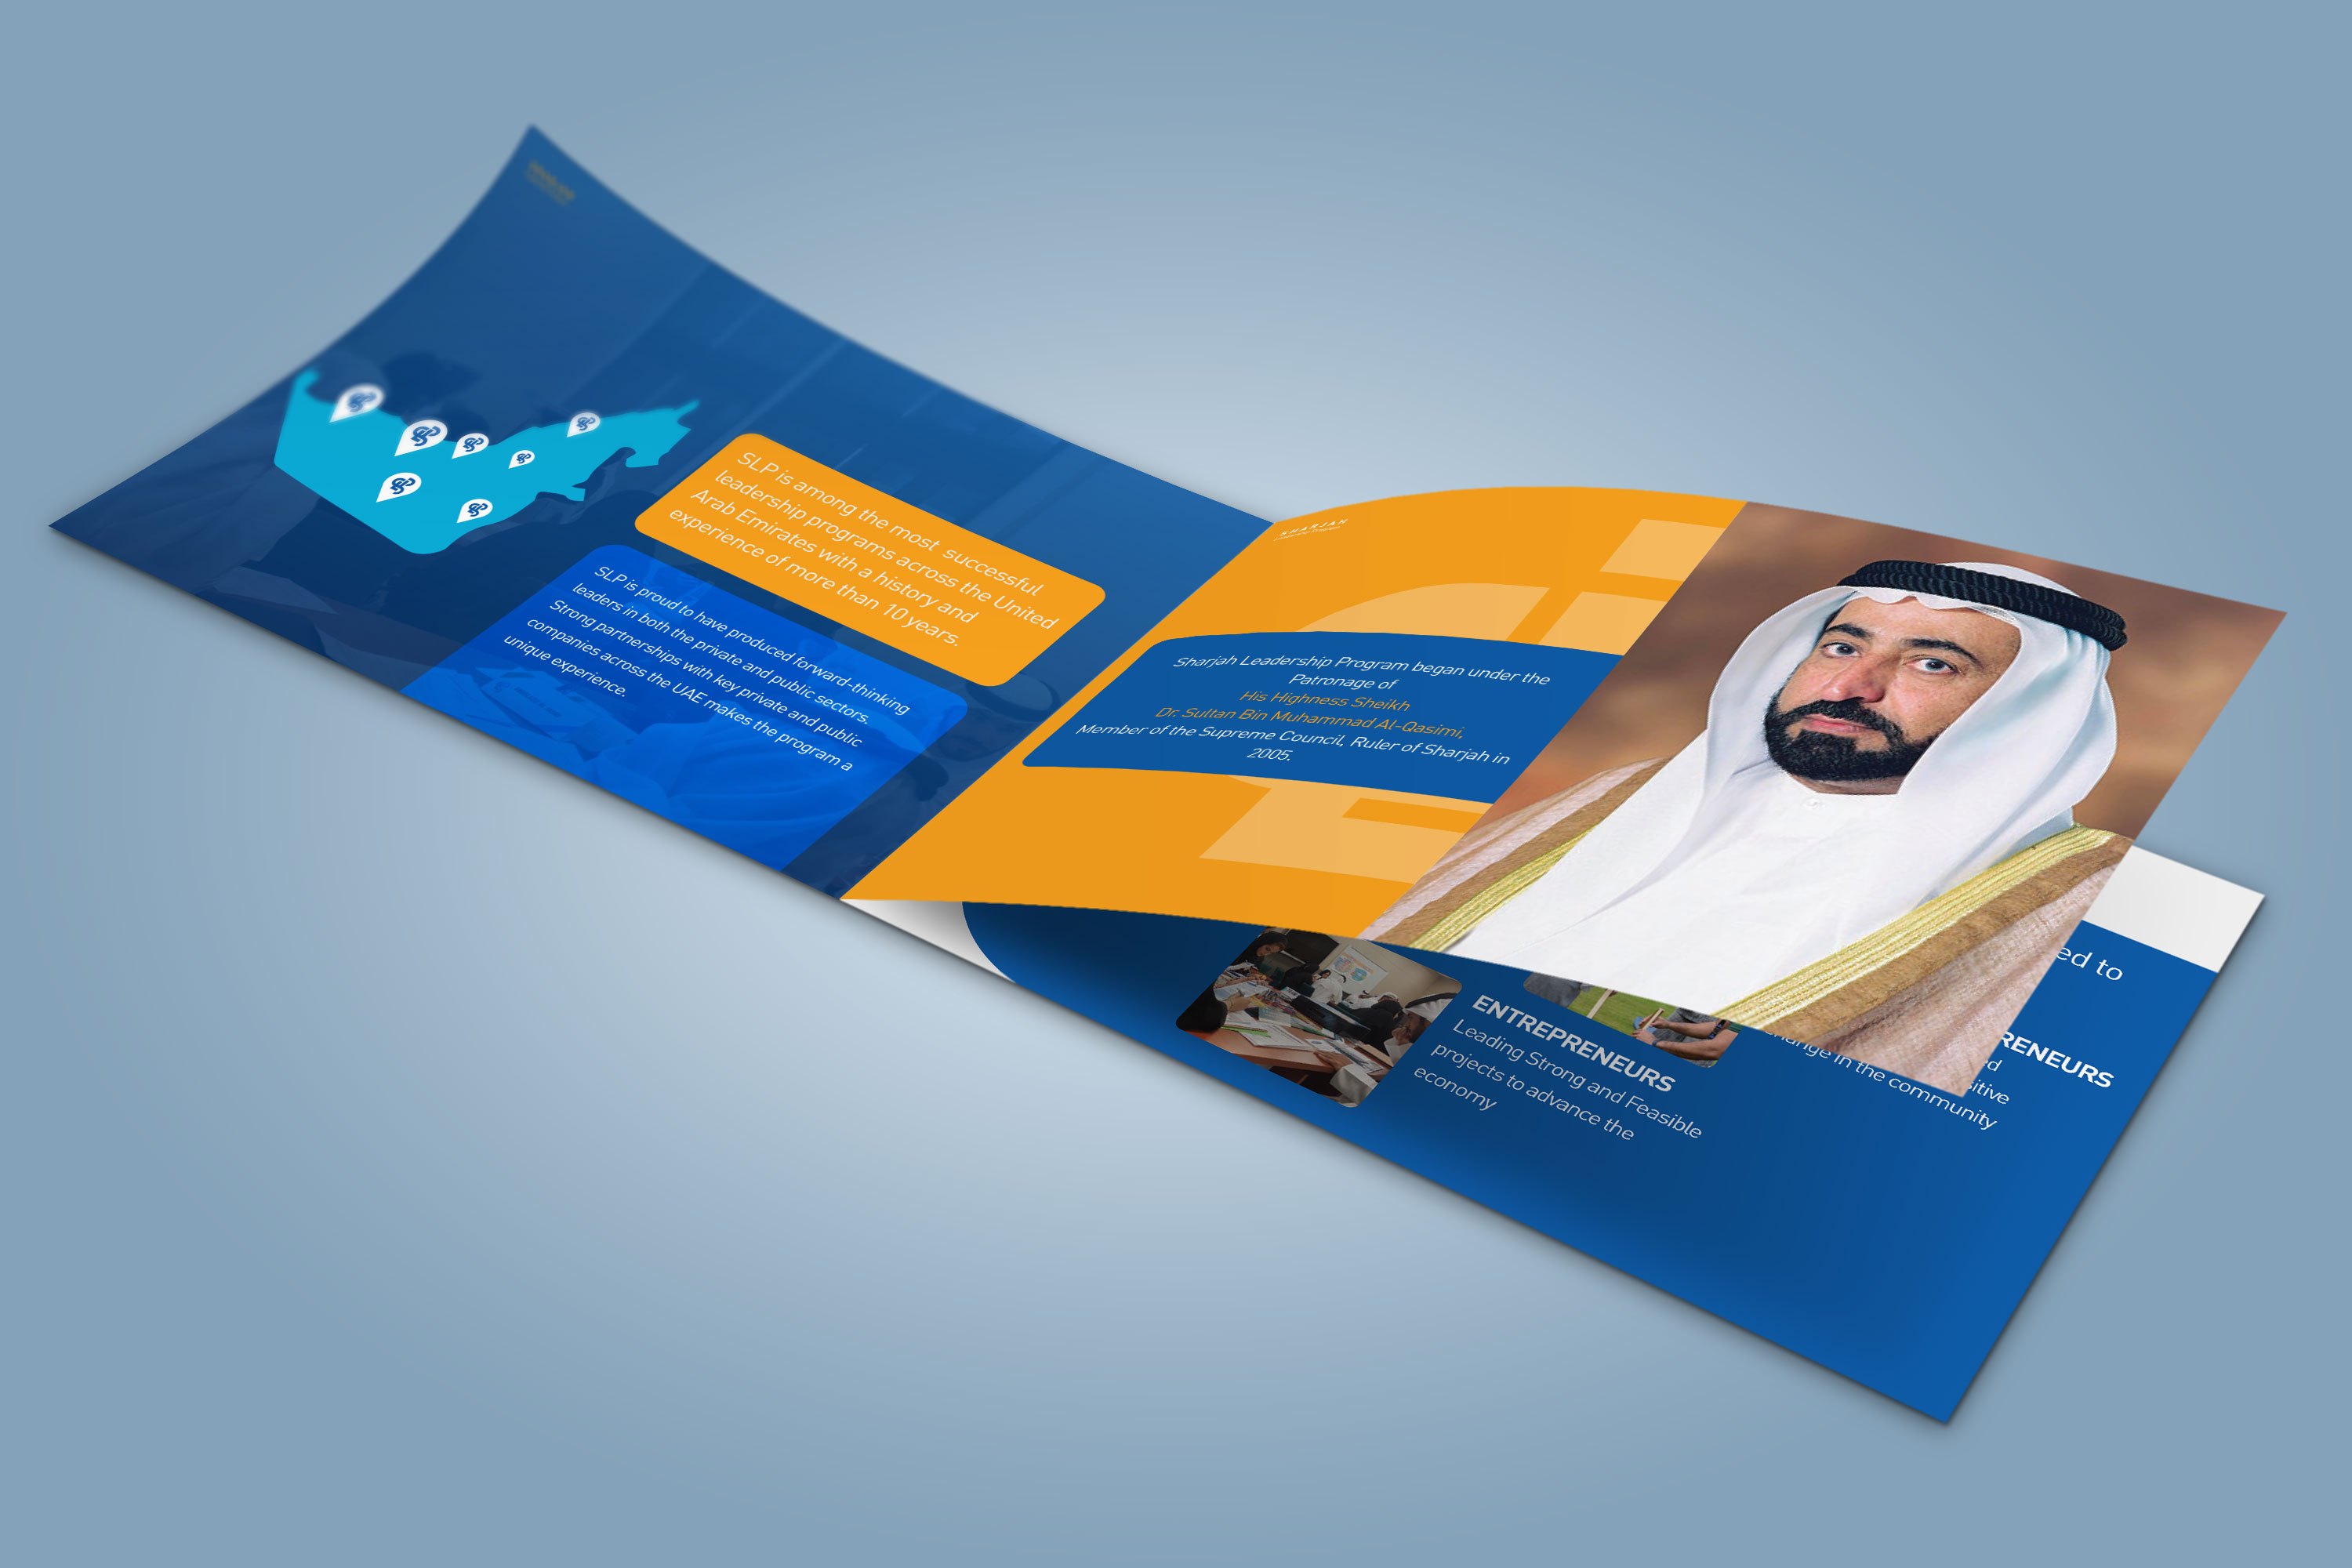 SLP is among the most successful
leadership programs across the United
Arab Emirates with a history and
experience of more than 10 years.
SLP is proud to have produced forward-thinking
leaders in both the private and public sectors.
Strong partnerships with key private and public
companies across the UAE makes the program a
unique experience.
SHARJAH
Sharjah Leadership Program began under the
Patronage of
His Highness Sheikh
Dr. Sultan Bin Muhammad Al-Qasimi,
Member of the Supreme Council, Ruler of Sharjah in
2005.
ENTREPRENEURS
Leading Strong and Feasible
projects to advance the
economy
ed to
RENEURS
ed
sitive
hange in the community